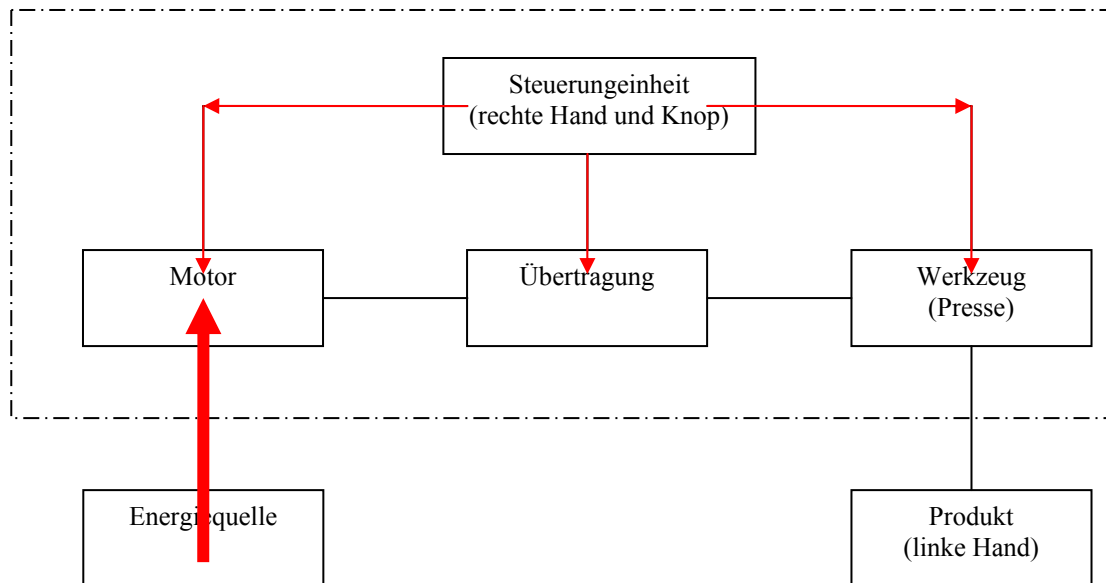 Steuerungeinheit
(rechte Hand und Knop)
Motor
Übertragung
Werkzeug
(Presse)
Energiequelle
Produkt
(linke Hand)